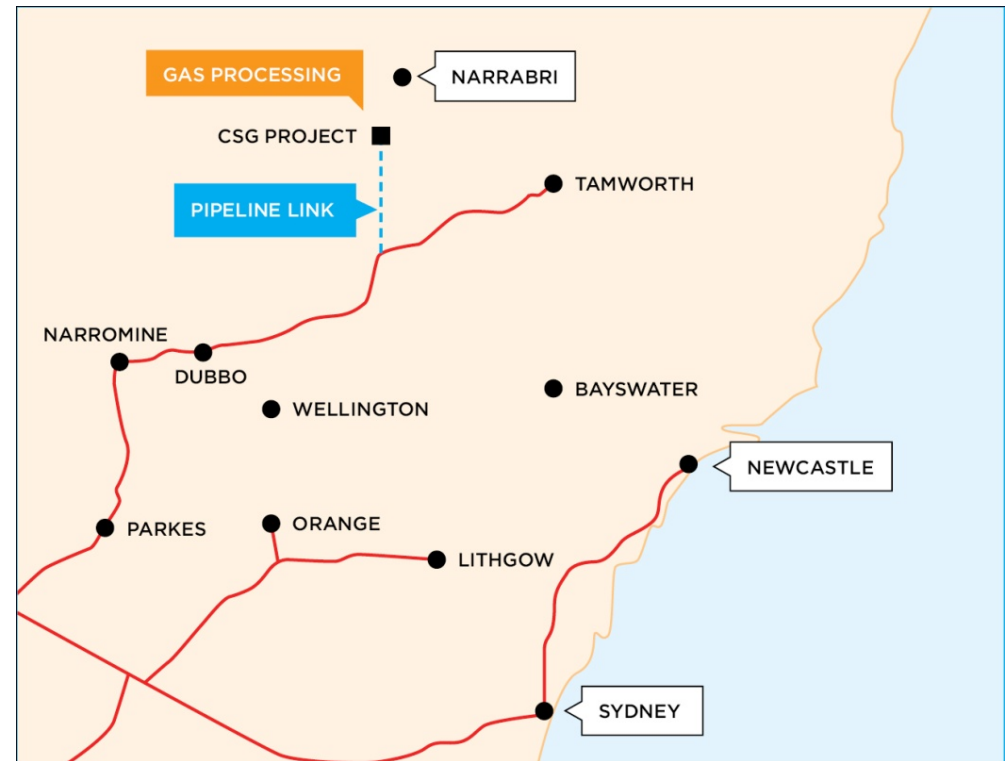 GAS PROCESSING
NARRABRI
CSG PROJECT
TAMWORTH
PIPELINE LINK
NARROMINE
DUBBO
BAYSWATER
WELLINGTON
NEWCASTLE
ORANGE
PARKES
LITHGOW
SYDNEY